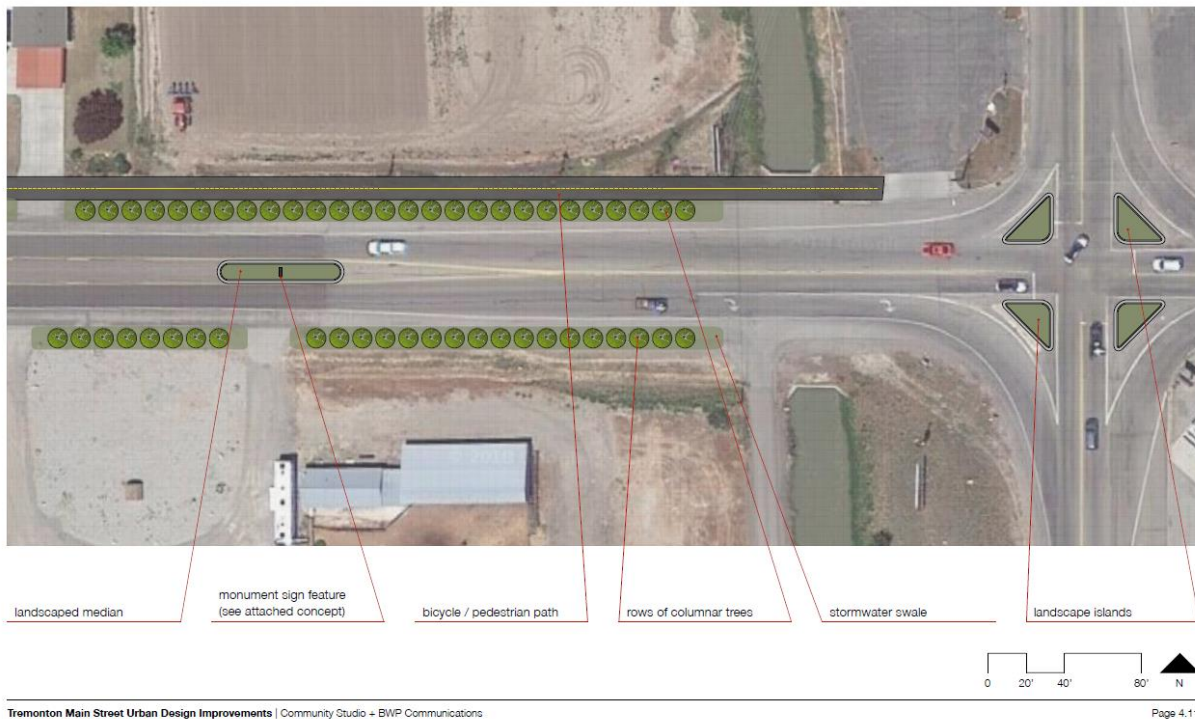 landscaped median
monument sign feature
(see attached concept)
bicycle / pedestrian path
rows of columnar trees
stormwater swale
landscape islands
0 20' 40' 80' N
Tremonton Main Street Urban Design Improvements | Community Studio + BWP Communications